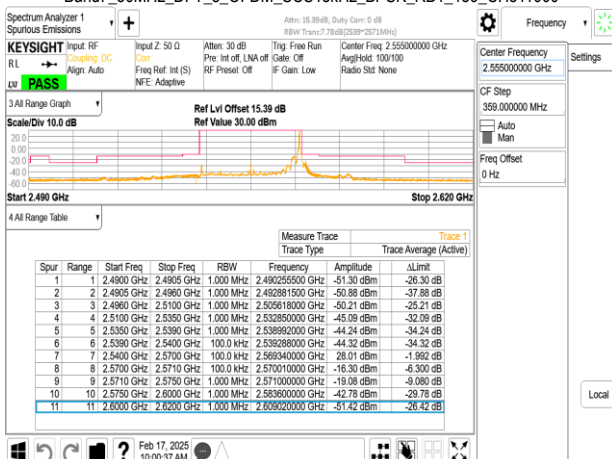 Spectrum Analyzer 1
Spurious Emissions
Attn: 15.39dB, Duty Corr: 0 dB
RBW Trans:7.78dB(2539~2571MHz)
Frequency
KEYSIGHT
Input: RF
Coupling: DC
Align: Auto
Input Z: 50 Ω
Corr
Freq Ref: Int (S)
NFE: Adaptive
Atten: 30 dB
Pre: Int off, LNA off
RF Preset: Off
Trig: Free Run
Gate: Off
IF Gain: Low
Center Freq: 2.555000000 GHz
Avg|Hold: 100/100
Radio Std: None
RL
LXI
PASS
Center Frequency
2.555000000 GHz
Settings
CF Step
359.000000 MHz
Auto
Man
Freq Offset
0 Hz
3 All Range Graph
Ref Lvl Offset 15.39 dB
Scale/Div 10.0 dB
Ref Value 30.00 dBm
20.0
0.00
-20.0
-40.0
-60.0
Start 2.490 GHz
Stop 2.620 GHz
4 All Range Table
Measure Trace
Trace 1
Trace Type
Trace Average (Active)
Spur Range Start Freq Stop Freq RBW Frequency Amplitude ΔLimit
1 1 2.4900 GHz 2.4905 GHz 1.000 MHz 2.490255500 GHz -51.30 dBm -26.30 dB
2 2 2.4905 GHz 2.4960 GHz 1.000 MHz 2.492881500 GHz -50.88 dBm -37.88 dB
3 3 2.4960 GHz 2.5100 GHz 1.000 MHz 2.505618000 GHz -50.21 dBm -25.21 dB
4 4 2.5100 GHz 2.5350 GHz 1.000 MHz 2.532850000 GHz -45.09 dBm -32.09 dB
5 5 2.5350 GHz 2.5390 GHz 1.000 MHz 2.538992000 GHz -44.24 dBm -34.24 dB
6 6 2.5390 GHz 2.5400 GHz 100.0 kHz 2.539288000 GHz -44.32 dBm -34.32 dB
7 7 2.5400 GHz 2.5700 GHz 100.0 kHz 2.569340000 GHz 28.01 dBm -1.992 dB
8 8 2.5700 GHz 2.5710 GHz 100.0 kHz 2.570010000 GHz -16.30 dBm -6.300 dB
9 9 2.5710 GHz 2.5750 GHz 1.000 MHz 2.571000000 GHz -19.08 dBm -9.080 dB
10 10 2.5750 GHz 2.6000 GHz 1.000 MHz 2.583600000 GHz -42.78 dBm -29.78 dB
11 11 2.6000 GHz 2.6200 GHz 1.000 MHz 2.609020000 GHz -51.42 dBm -26.42 dB
Local
Feb 17, 2025
10:00:37 AM